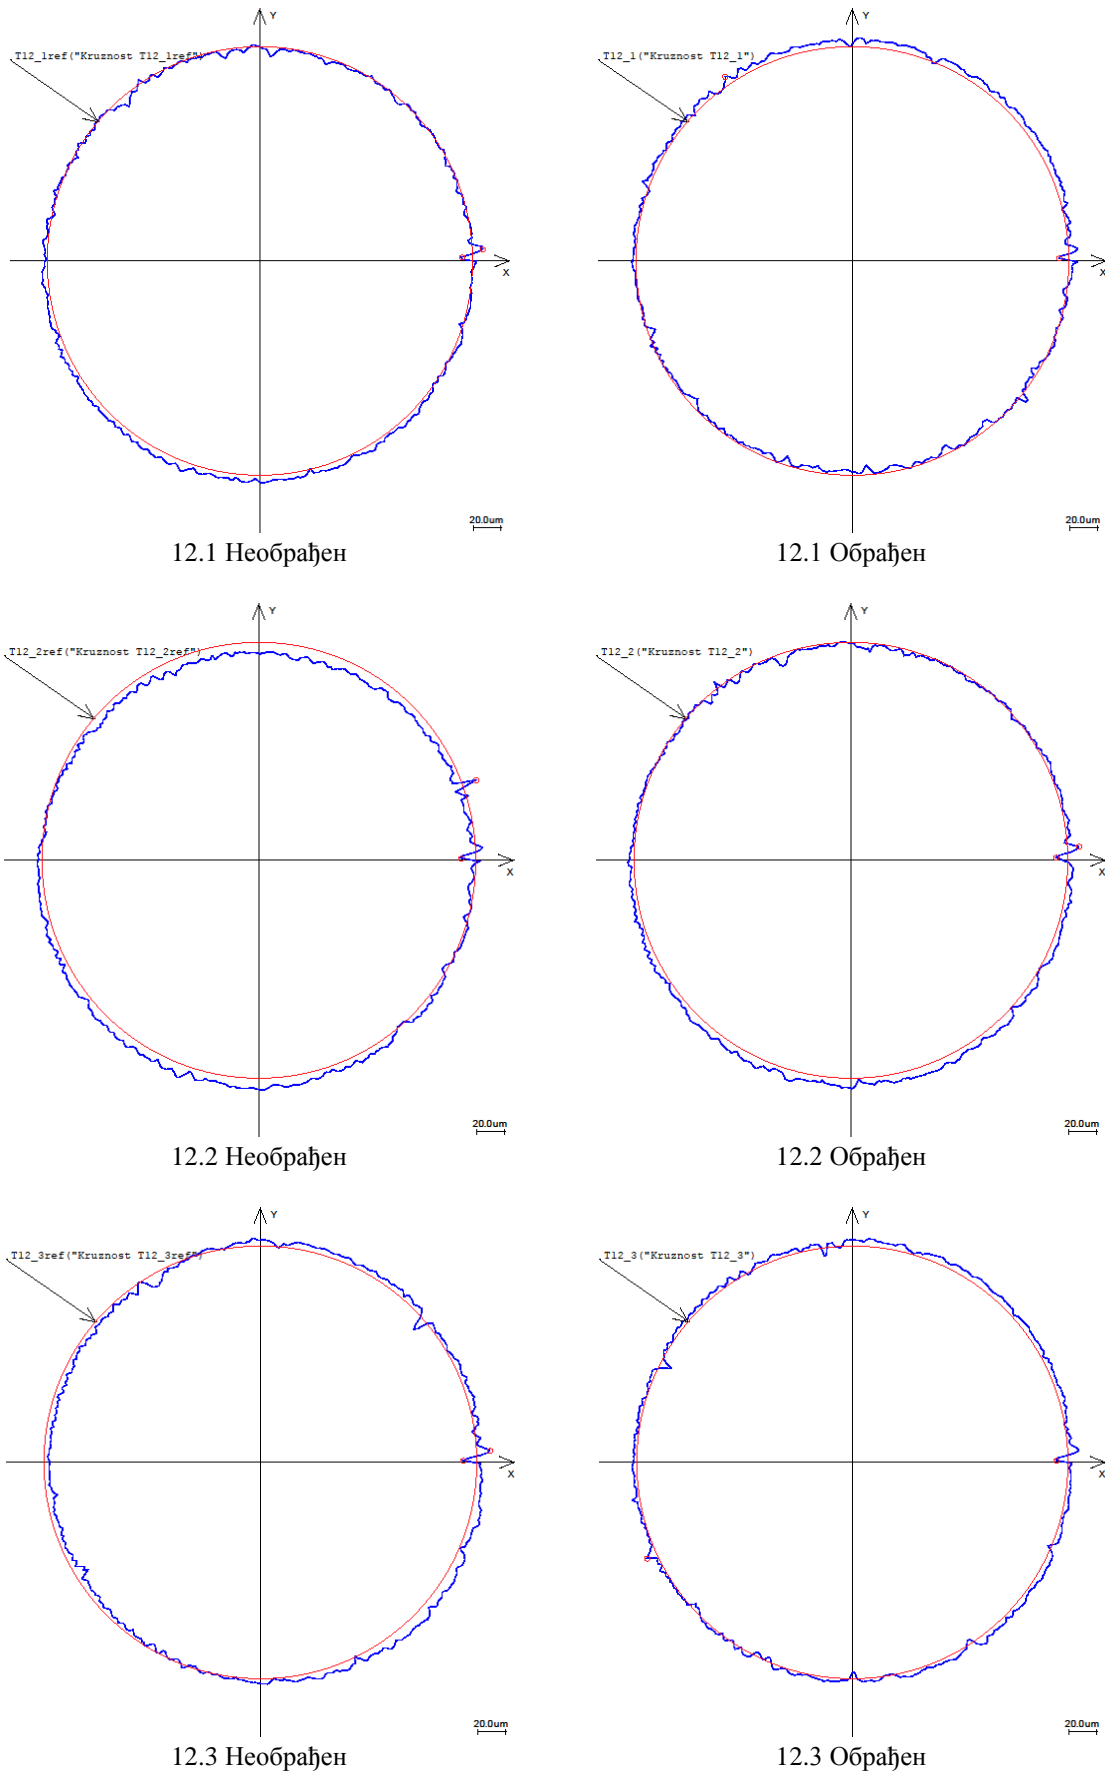 Y
Y
T12_1ref("Kruznost T12_1ref")
T12_1("Kruznost T12_1")
X
X
20.0um
20.0um
12.1 Необрађен
12.1 Обрађен
Y
Y
T12_2ref("Kruznost T12_2ref")
T12_2("Kruznost T12_2")
X
X
20.0um
20.0um
12.2 Необрађен
12.2 Обрађен
Y
Y
T12_3ref("Kruznost T12_3ref")
T12_3("Kruznost T12_3")
X
X
20.0um
20.0um
12.3 Необрађен
12.3 Обрађен